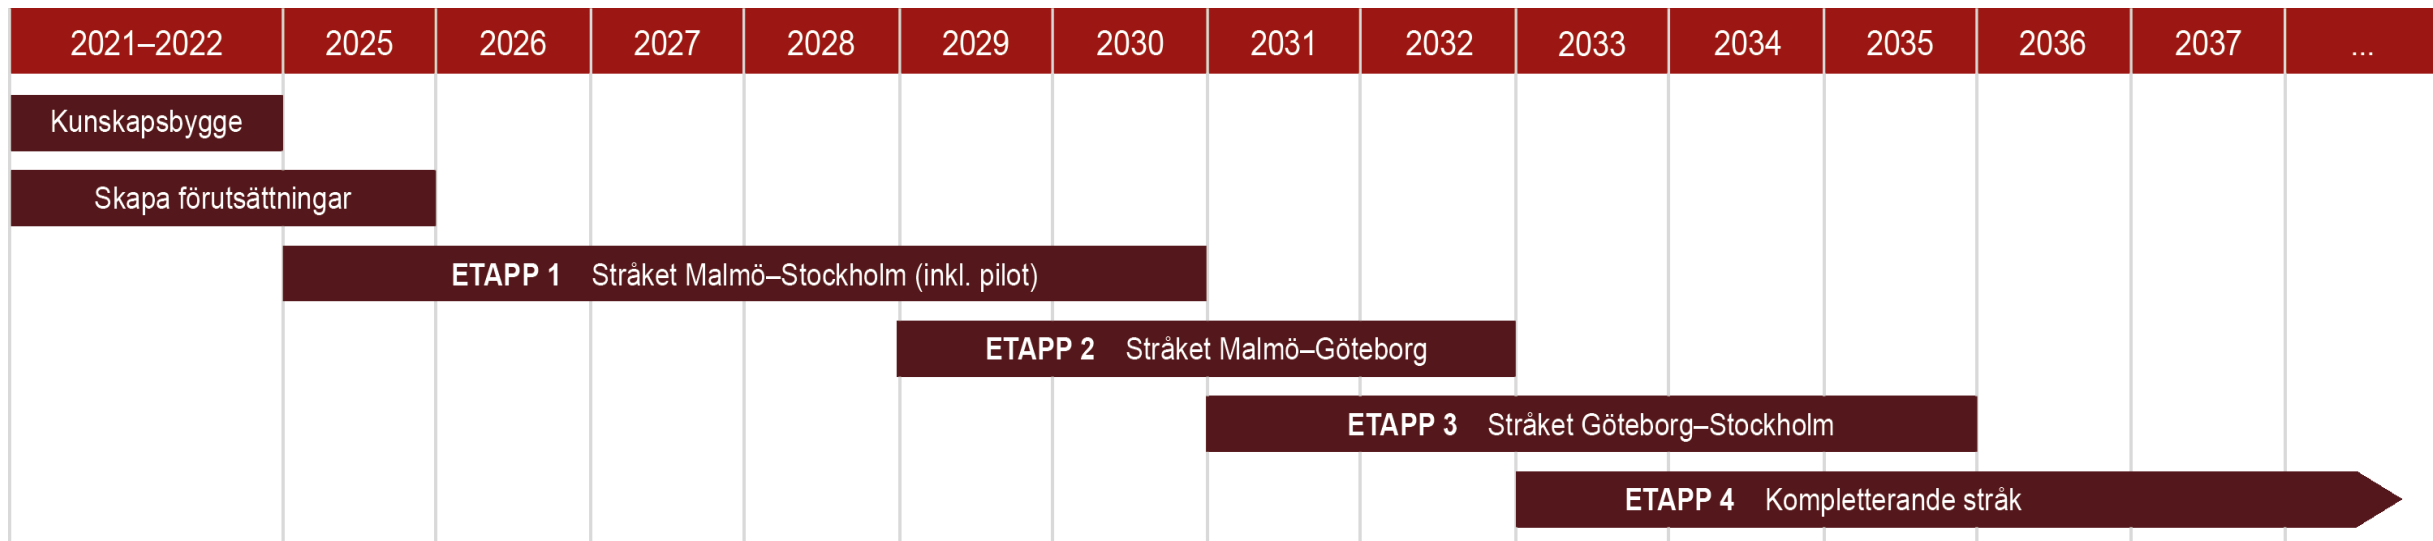 2021–2022 2025 2026 2027 2028 2029 2030 2031 2032 2033 2034 2035 2036 2037 ...
Kunskapsbygge
Skapa förutsättningar
ETAPP 1 Stråket Malmö–Stockholm (inkl. pilot)
ETAPP 2 Stråket Malmö–Göteborg
ETAPP 3 Stråket Göteborg–Stockholm
ETAPP 4 Kompletterande stråk